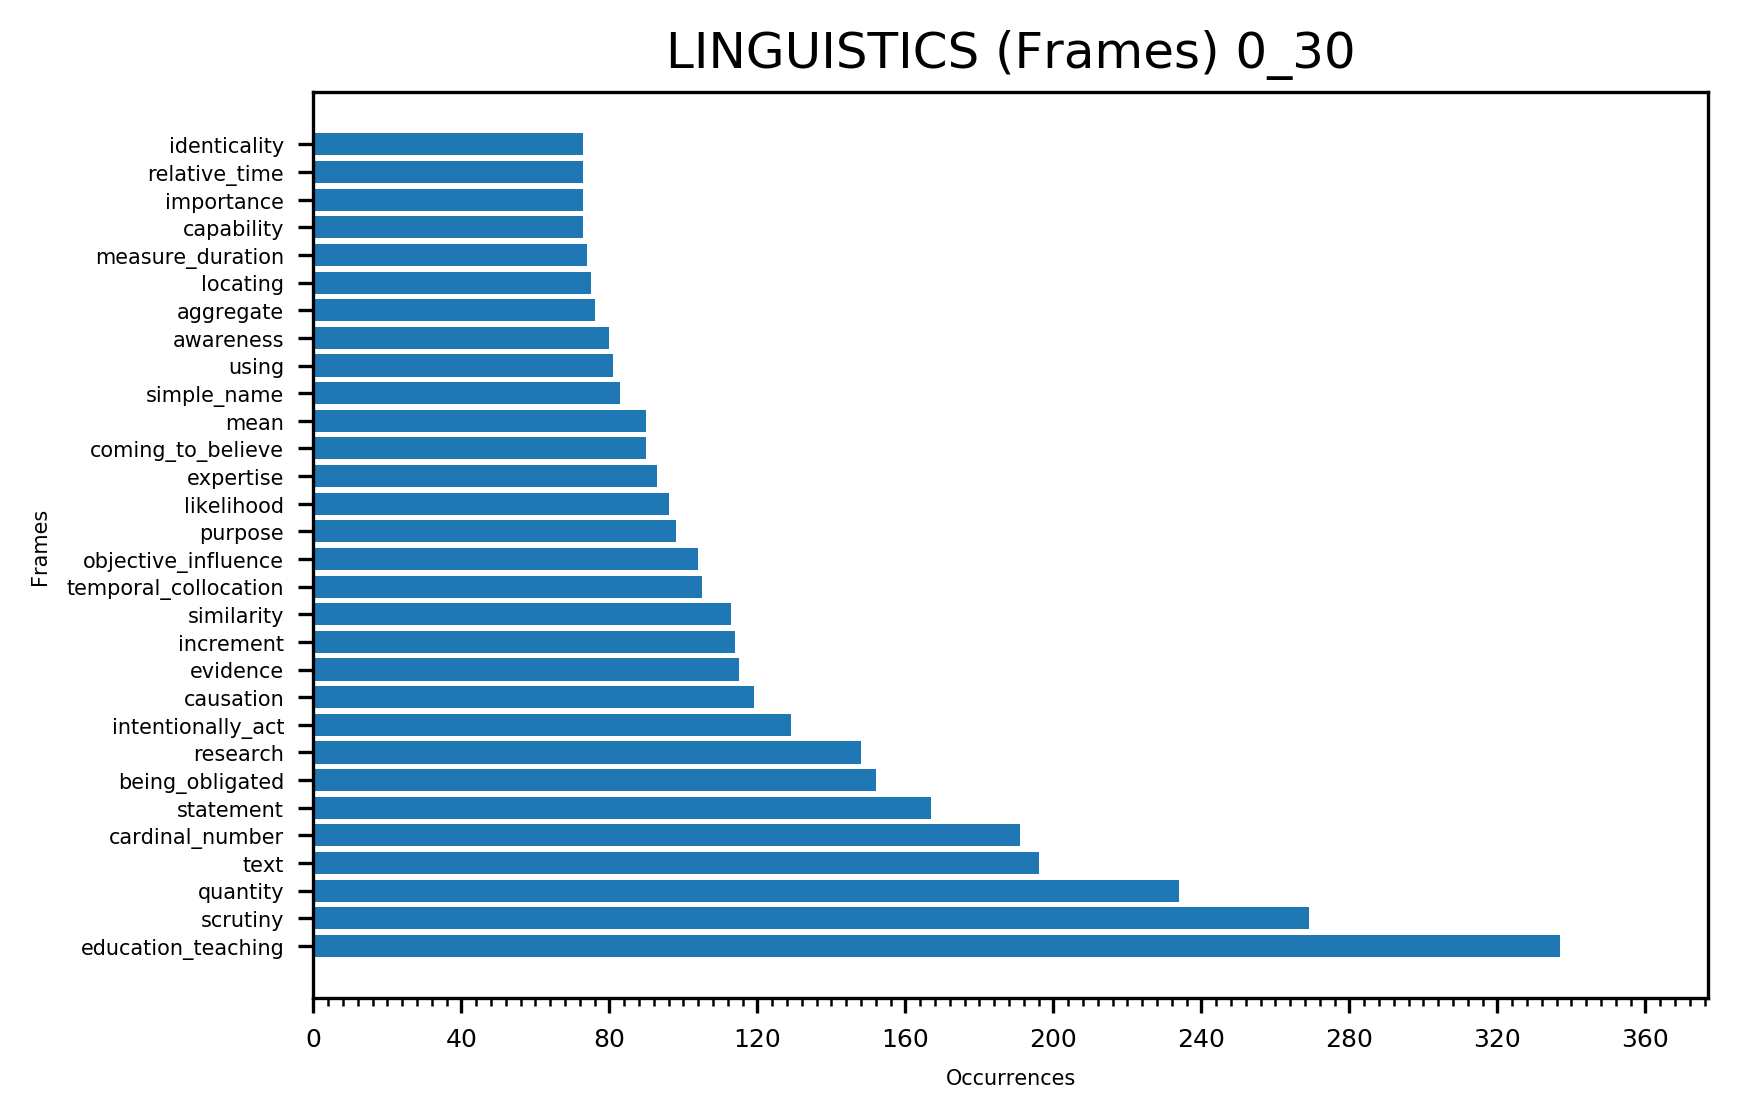 LINGUISTICS (Frames) 0_30
identicality
relative_time
importance
capability
measure_duration
locating
aggregate
awareness
using
simple_name
mean
coming_to_believe
expertise
likelihood
purpose
objective_influence
temporal_collocation
similarity
increment
evidence
causation
intentionally_act
research
being_obligated
statement
cardinal_number
text
quantity
scrutiny
education_teaching
Frames
0 40 80 120 160 200 240 280 320 360
Occurrences